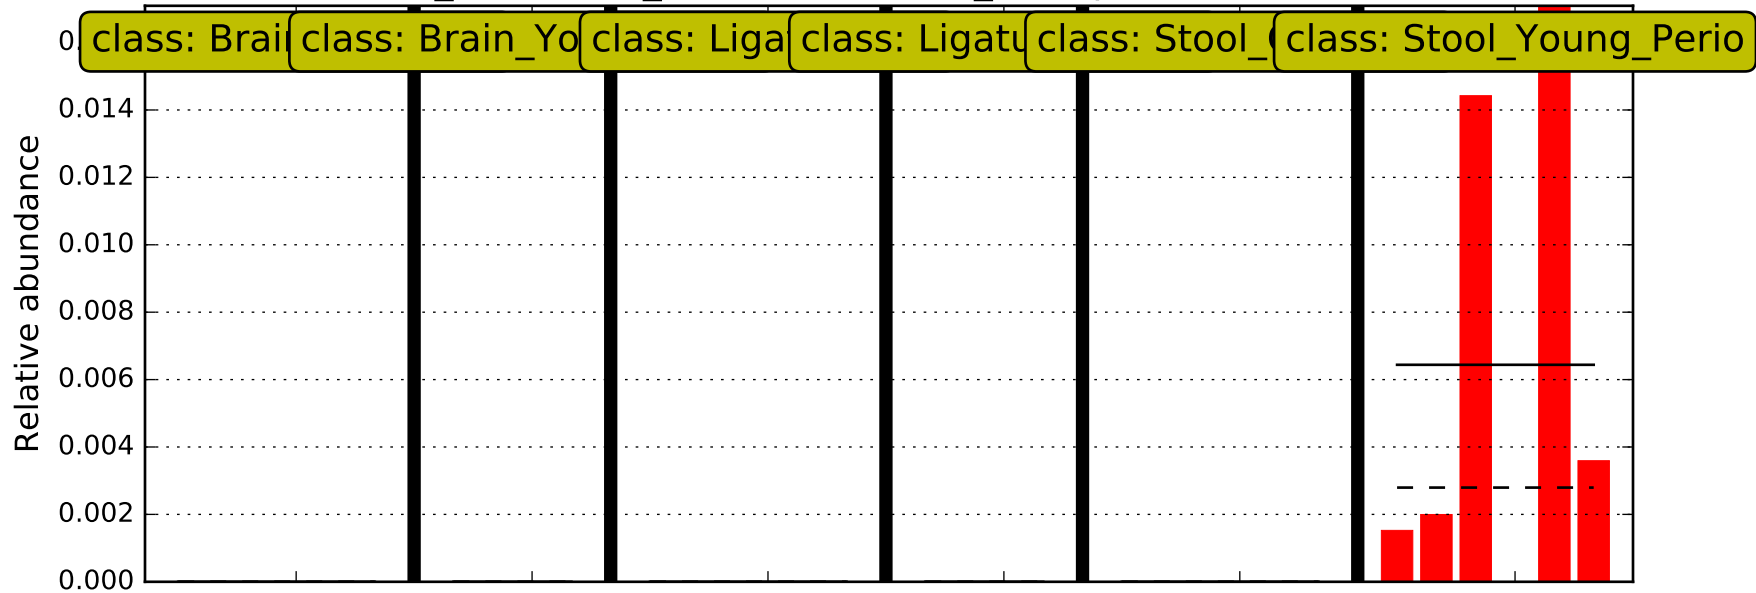 0.
class: Brai
class: Brain_Yo
class: Liga
class: Ligatu
class: Stool_
class: Stool_Young_Perio
0.014
0.012
0.010
0.008
0.006
0.004
0.002
0.000
Relative abundance